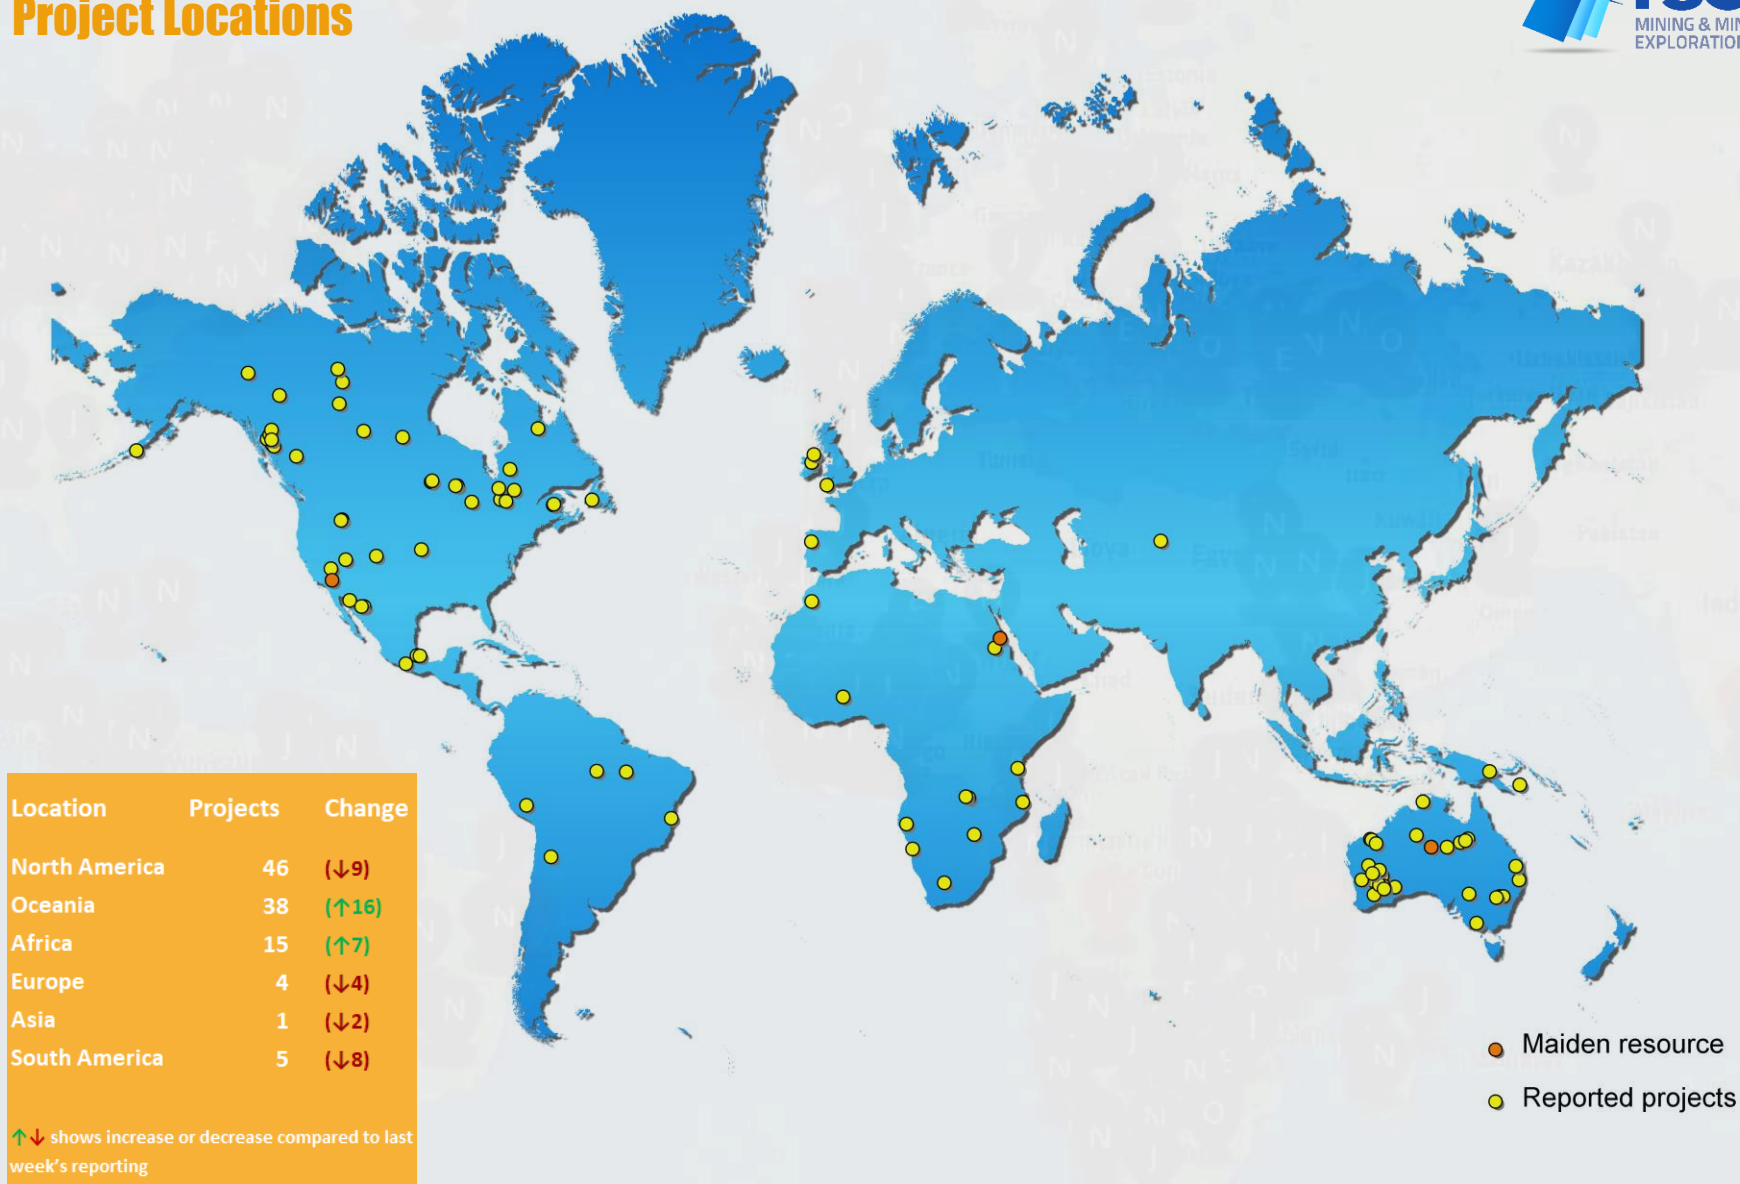 Project Locations
MINING & MIN
EXPLORATION
Location Projects Change
North America 46 (↓9)
Oceania 38 (↑16)
Africa 15 (↑7)
Europe 4 (↓4)
Asia 1 (↓2)
South America 5 (↓8)
↑↓ shows increase or decrease compared to last
week's reporting
Maiden resource
Reported projects